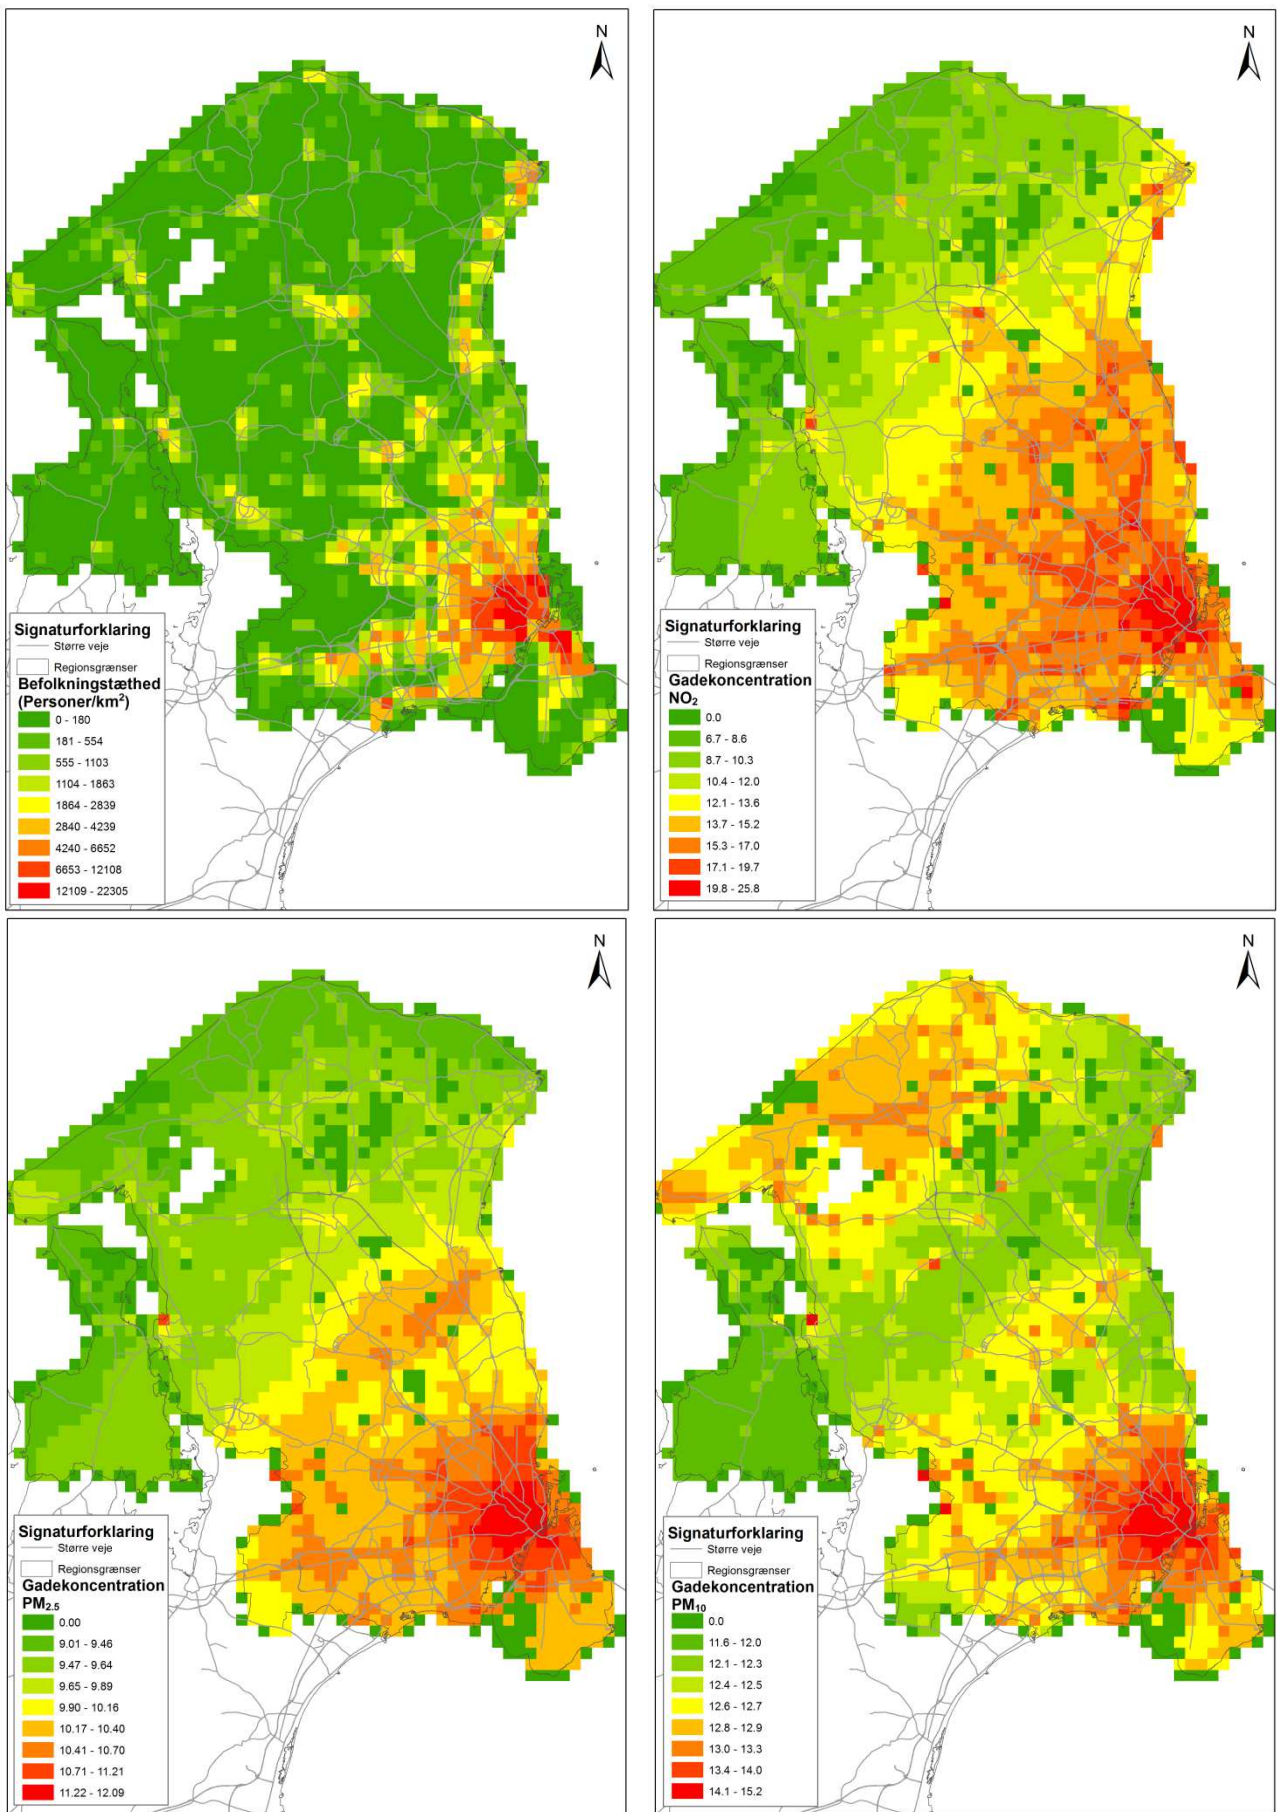 N
Signaturforklaring
Større veje
Regionsgrænser
Befolkningstæthed
(Personer/km²)
0 - 180
181 - 554
555 - 1103
1104 - 1863
1864 - 2839
2840 - 4239
4240 - 6652
6653 - 12108
12109 - 22305
N
Signaturforklaring
Større veje
Regionsgrænser
Gadekoncentration
NO₂
0.0
6.7 - 8.6
8.7 - 10.3
10.4 - 12.0
12.1 - 13.6
13.7 - 15.2
15.3 - 17.0
17.1 - 19.7
19.8 - 25.8
N
Signaturforklaring
Større veje
Regionsgrænser
Gadekoncentration
PM₂.₅
0.00
9.01 - 9.46
9.47 - 9.64
9.65 - 9.89
9.90 - 10.16
10.17 - 10.40
10.41 - 10.70
10.71 - 11.21
11.22 - 12.09
N
Signaturforklaring
Større veje
Regionsgrænser
Gadekoncentration
PM₁₀
0.0
11.6 - 12.0
12.1 - 12.3
12.4 - 12.5
12.6 - 12.7
12.8 - 12.9
13.0 - 13.3
13.4 - 14.0
14.1 - 15.2